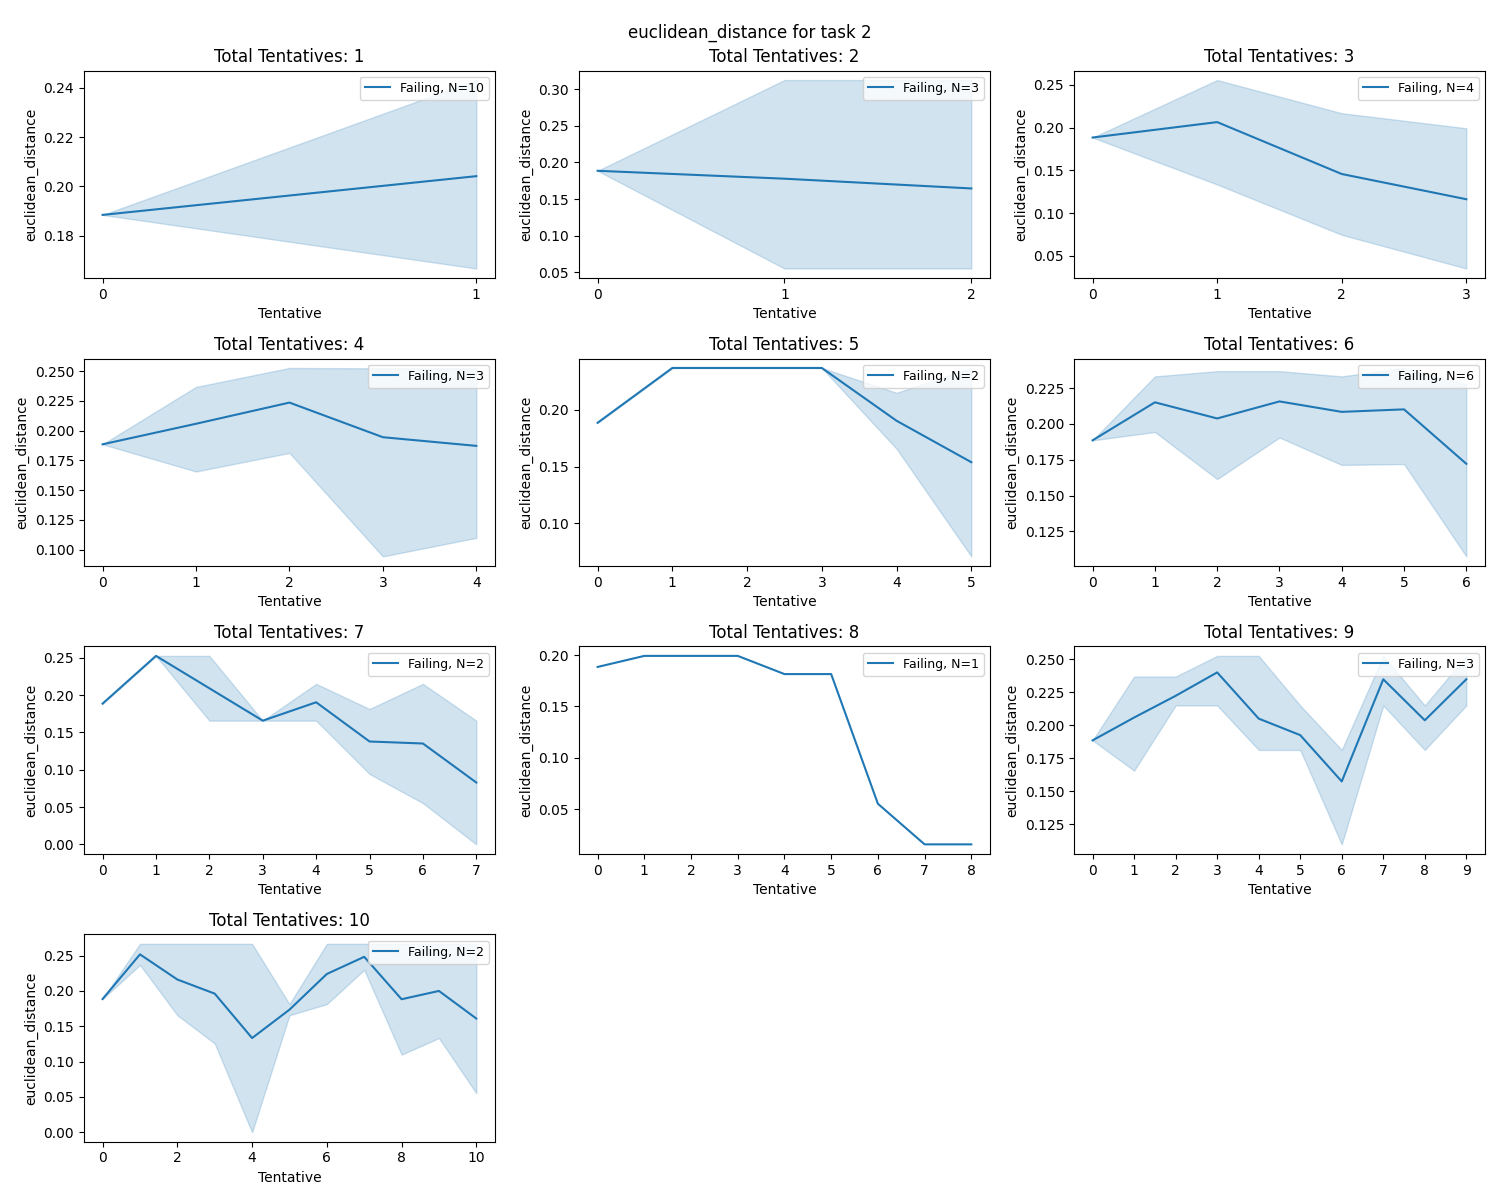 euclidean_distance for task 2
Total Tentatives: 1
Failing, N=10
0.24
0.22
0.20
0.18
euclidean_distance
0 1
Tentative
Total Tentatives: 2
Failing, N=3
0.30
0.25
0.20
0.15
0.10
0.05
euclidean_distance
0 1 2
Tentative
Total Tentatives: 3
Failing, N=4
0.25
0.20
0.15
0.10
0.05
euclidean_distance
0 1 2 3
Tentative
Total Tentatives: 4
Failing, N=3
0.250
0.225
0.200
0.175
0.150
0.125
0.100
euclidean_distance
0 1 2 3 4
Tentative
Total Tentatives: 5
Failing, N=2
0.20
0.15
0.10
euclidean_distance
0 1 2 3 4 5
Tentative
Total Tentatives: 6
Failing, N=6
0.225
0.200
0.175
0.150
0.125
euclidean_distance
0 1 2 3 4 5 6
Tentative
Total Tentatives: 7
Failing, N=2
0.25
0.20
0.15
0.10
0.05
0.00
euclidean_distance
0 1 2 3 4 5 6 7
Tentative
Total Tentatives: 8
Failing, N=1
0.20
0.15
0.10
0.05
euclidean_distance
0 1 2 3 4 5 6 7 8
Tentative
Total Tentatives: 9
Failing, N=3
0.250
0.225
0.200
0.175
0.150
0.125
euclidean_distance
0 1 2 3 4 5 6 7 8 9
Tentative
Total Tentatives: 10
Failing, N=2
0.25
0.20
0.15
0.10
0.05
0.00
euclidean_distance
0 2 4 6 8 10
Tentative